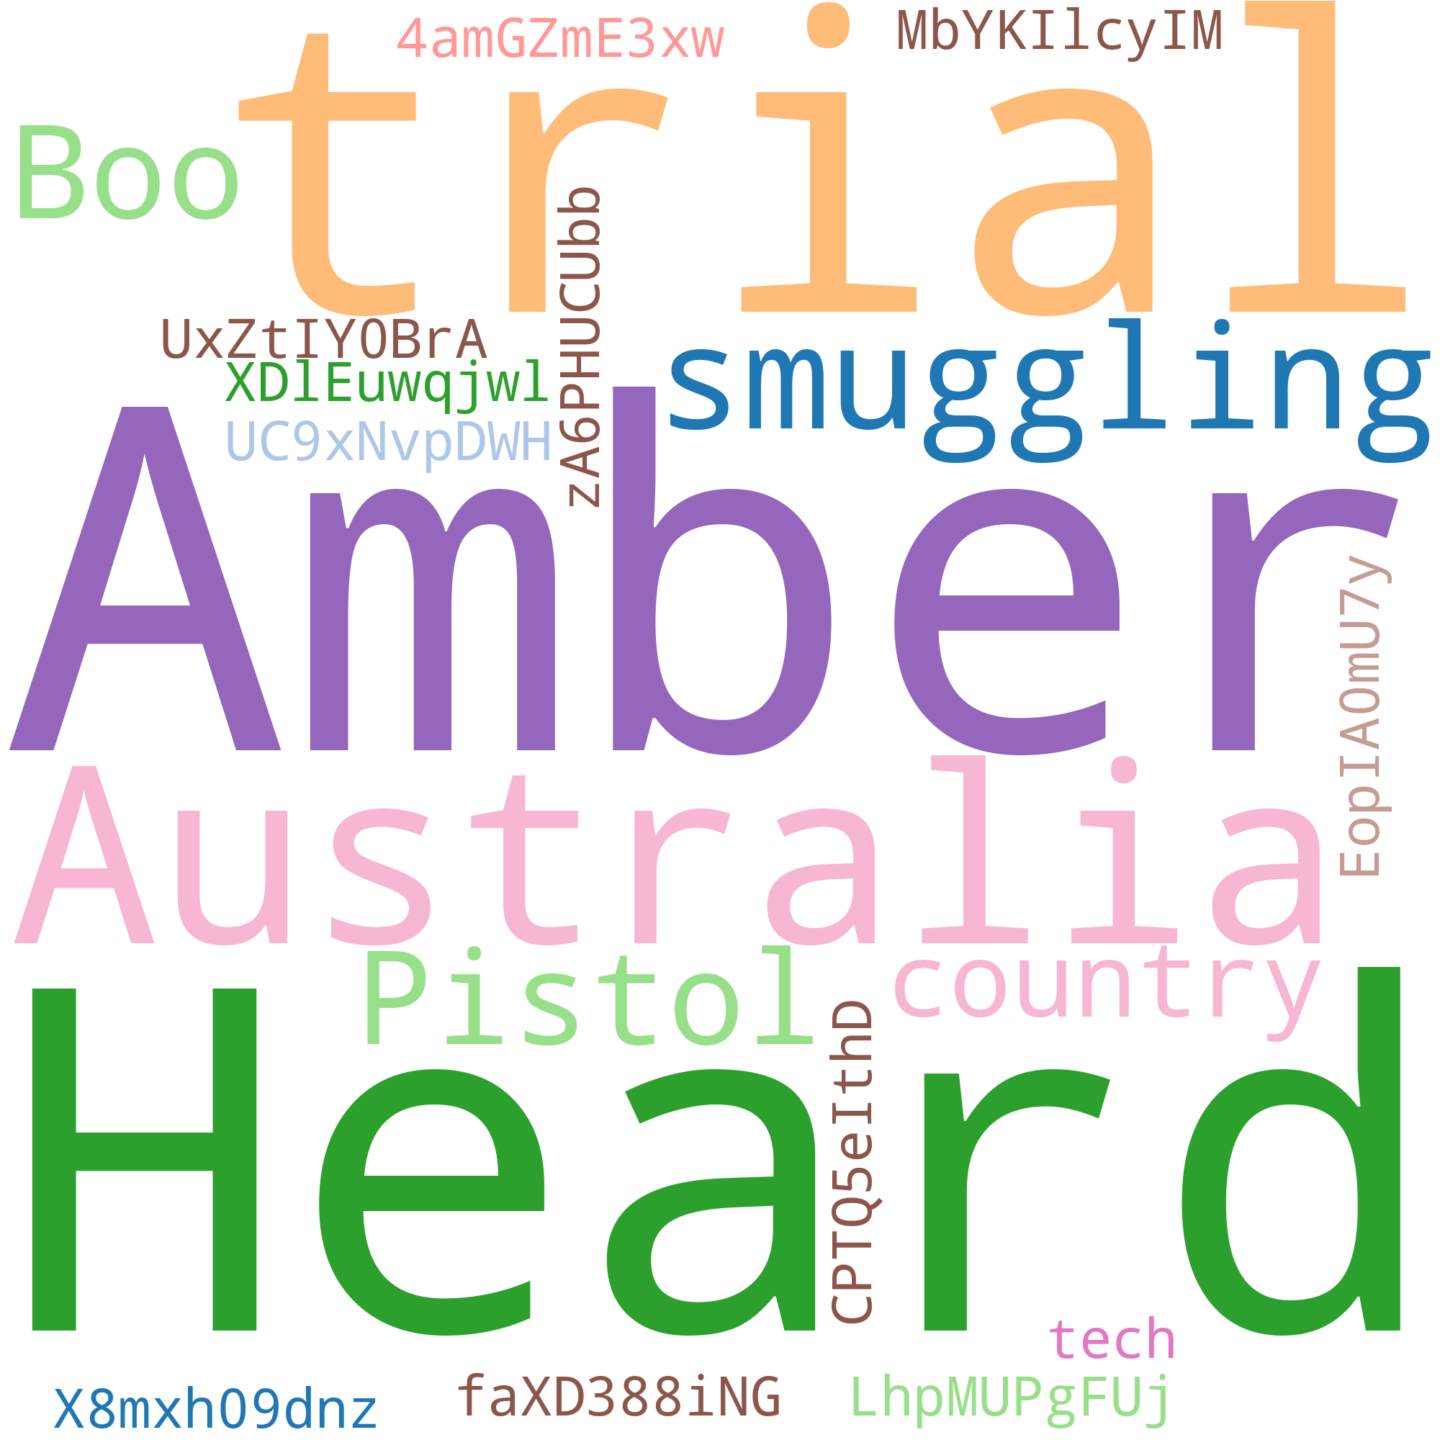 4amGZmE3xw
MbYKIlcyIM
trial
Boo
zA6PHUCUbb
UxZtIYOBrA
XDlEuwqjwl
smuggling
UC9xNvpDWH
Amber
EopIAOmU7y
Australia
Pistol
country
Heard
CPTQ5eIthD
tech
X8mxhO9dnz
faXD388iNG
LhpMUPgFUj